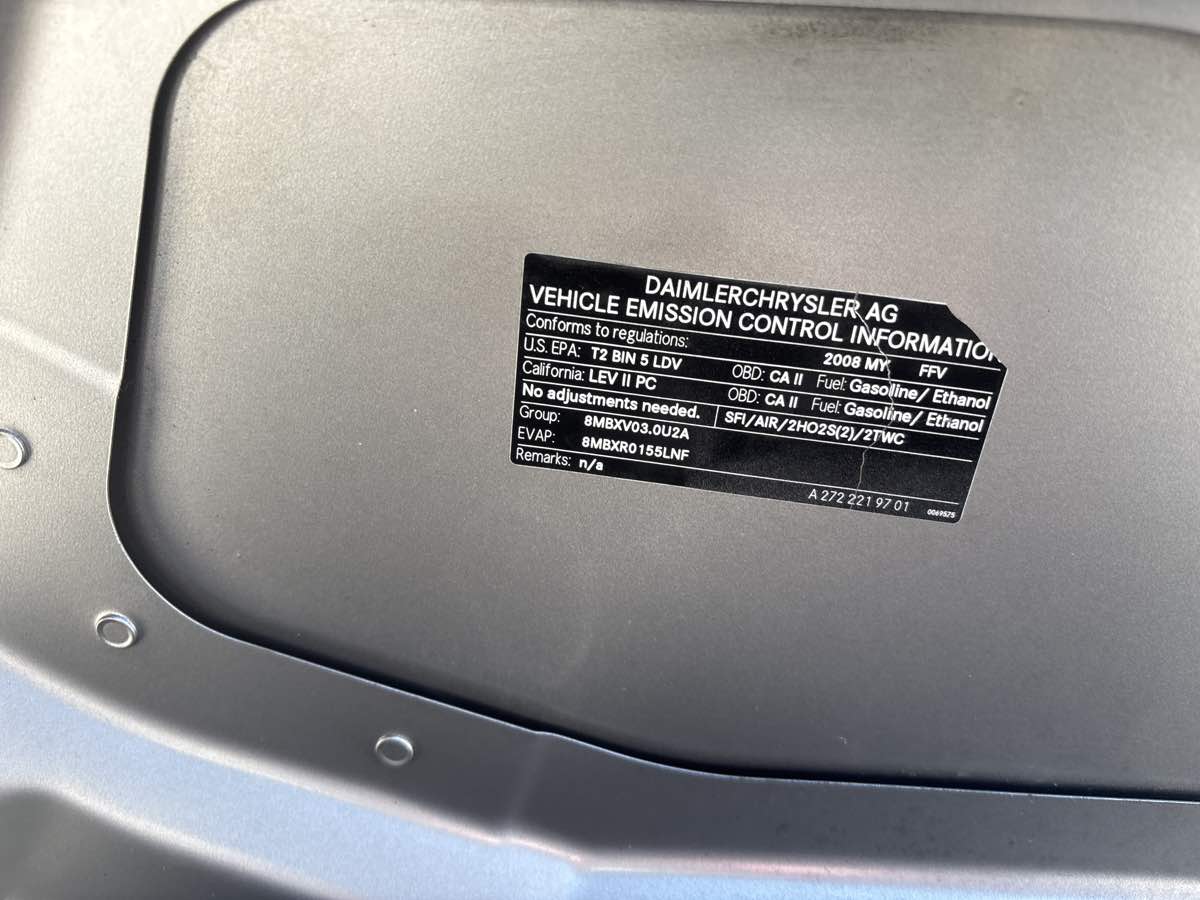 DAIMLERCHRYSLER AG
VEHICLE EMISSION CONTROL INFORMATION
Conforms to regulations: 2008 MY FFV
U.S. EPA: T2 BIN 5 LDV OBD: CA II Fuel: Gasoline/ Ethanol
California: LEV II PC OBD: CA II Fuel: Gasoline/ Ethanol
No adjustments needed. SFI/AIR/2HO2S(2)/2TWC
Group: 8MBXV03.0U2A
EVAP: 8MBXR0155LNF
Remarks: n/a
A 272 221 97 01 0069575